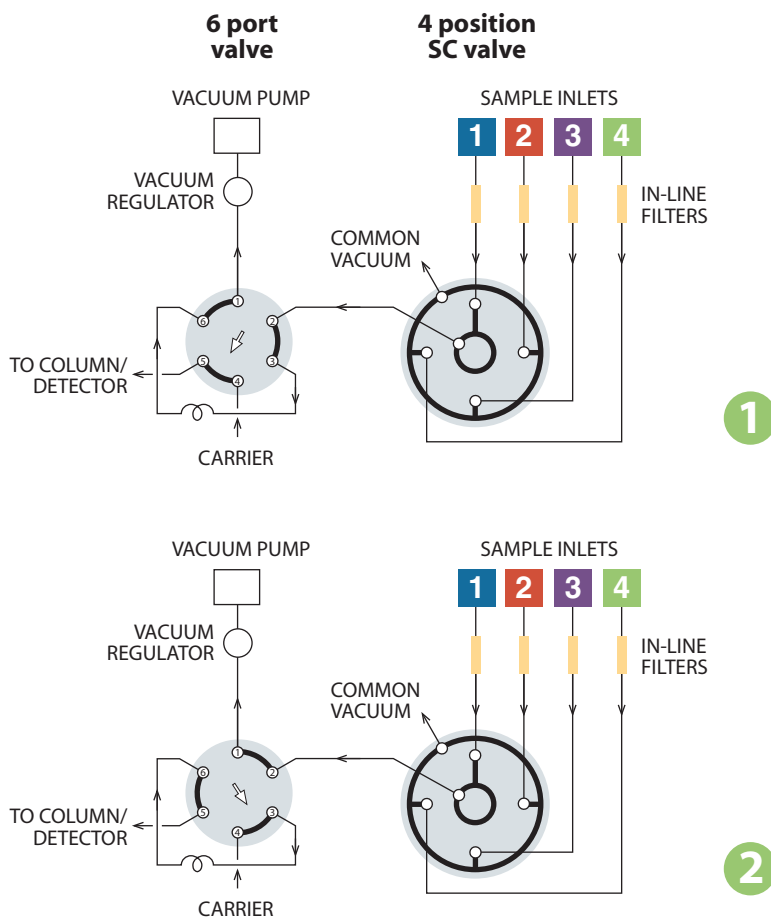 6 port
valve
4 position
SC valve
VACUUM PUMP
SAMPLE INLETS
1 2 3 4
VACUUM
REGULATOR
IN-LINE
FILTERS
COMMON
VACUUM
1
2
3
4
5
6
TO COLUMN/
DETECTOR
CARRIER
1
VACUUM PUMP
SAMPLE INLETS
1 2 3 4
VACUUM
REGULATOR
IN-LINE
FILTERS
COMMON
VACUUM
1
2
3
4
5
6
TO COLUMN/
DETECTOR
CARRIER
2